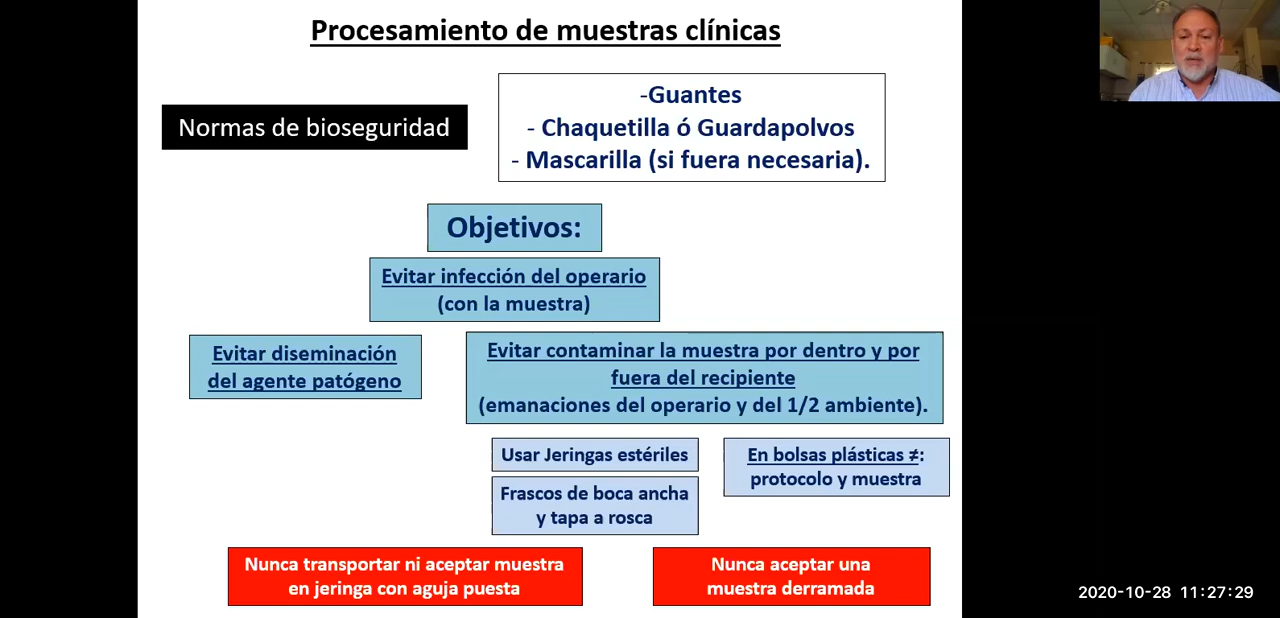 Procesamiento de muestras clínicas
Normas de bioseguridad
-Guantes
- Chaquetilla ó Guardapolvos
- Mascarilla (si fuera necesaria).
Objetivos:
Evitar infección del operario
(con la muestra)
Evitar diseminación
del agente patógeno
Evitar contaminar la muestra por dentro y por
fuera del recipiente
(emanaciones del operario y del 1/2 ambiente).
Usar Jeringas estériles
Frascos de boca ancha
y tapa a rosca
En bolsas plásticas ≠:
protocolo y muestra
Nunca transportar ni aceptar muestra
en jeringa con aguja puesta
Nunca aceptar una
muestra derramada
2020-10-28 11:27:29